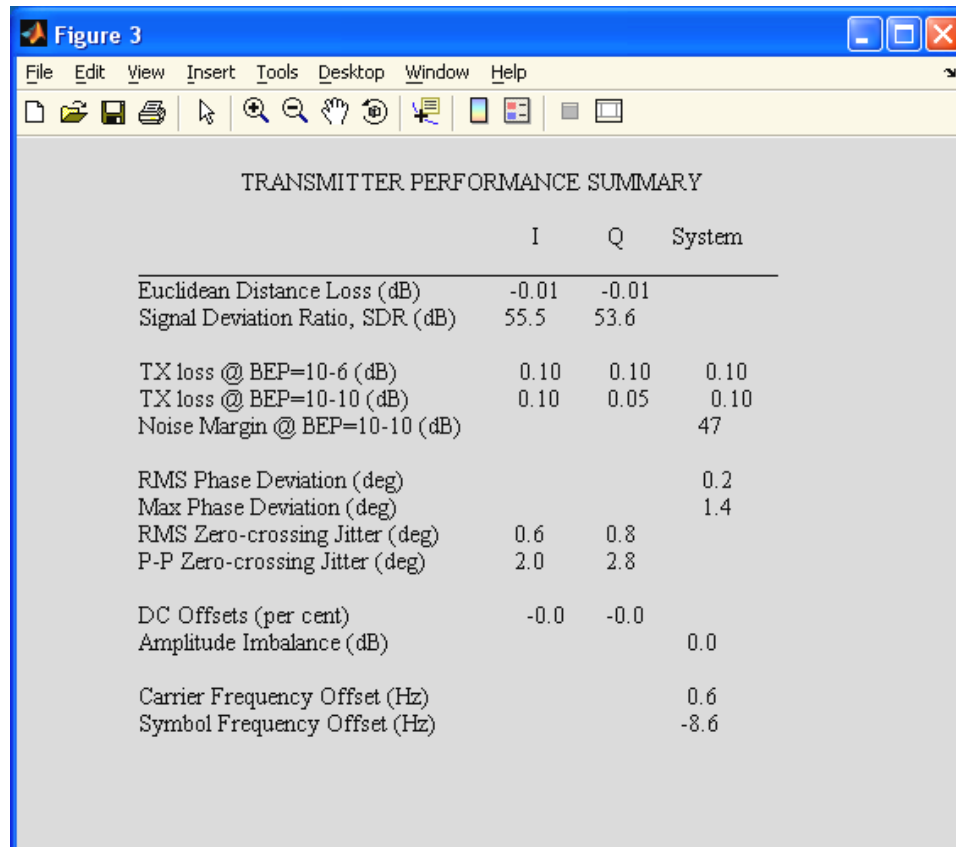 Figure 3
File Edit View Insert Tools Desktop Window Help
TRANSMITTER PERFORMANCE SUMMARY
I Q System
Euclidean Distance Loss (dB) -0.01 -0.01
Signal Deviation Ratio, SDR (dB) 55.5 53.6
TX loss @ BEP=10-6 (dB) 0.10 0.10 0.10
TX loss @ BEP=10-10 (dB) 0.10 0.05 0.10
Noise Margin @ BEP=10-10 (dB) 47
RMS Phase Deviation (deg) 0.2
Max Phase Deviation (deg) 1.4
RMS Zero-crossing Jitter (deg) 0.6 0.8
P-P Zero-crossing Jitter (deg) 2.0 2.8
DC Offsets (per cent) -0.0 -0.0
Amplitude Imbalance (dB) 0.0
Carrier Frequency Offset (Hz) 0.6
Symbol Frequency Offset (Hz) -8.6